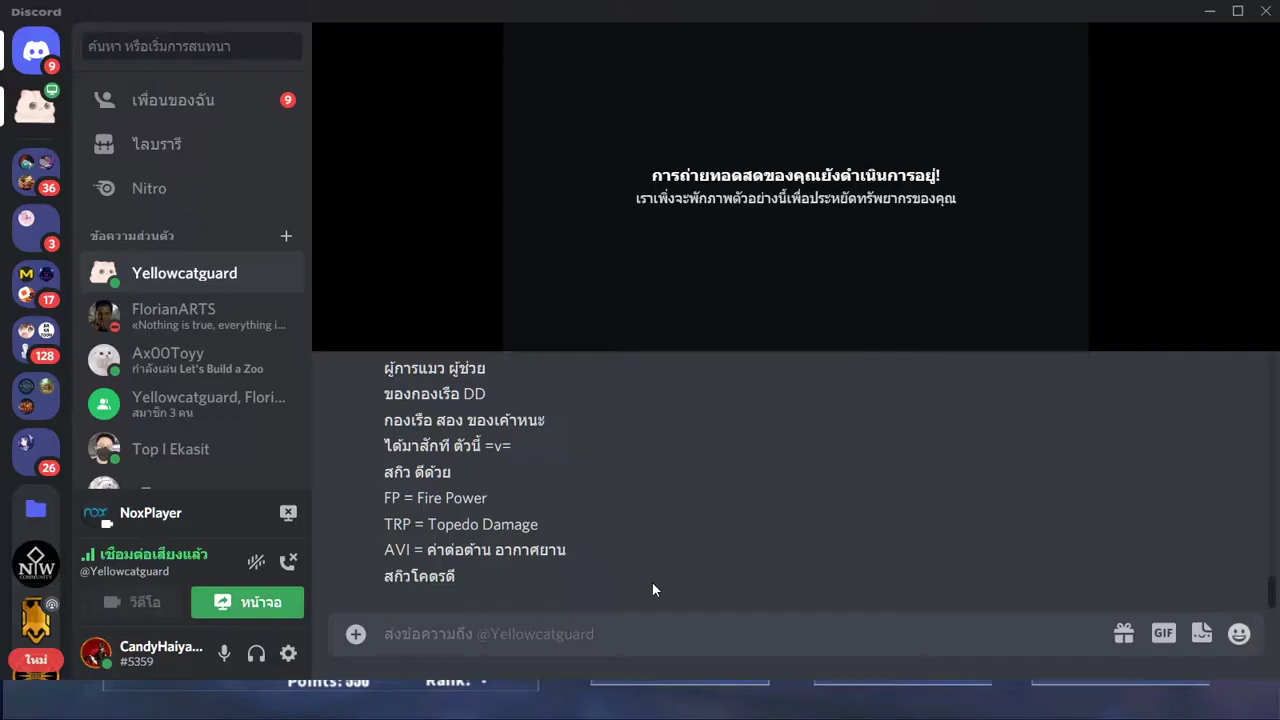 Discord
ค้นหา หรือเริ่มการสนทนา
9
เพื่อนของฉัน
9
ไลบรารี
Nitro
36
3
17
128
26
ข้อความส่วนตัว
Yellowcatguard
FlorianARTS
«Nothing is true, everything i...
Ax00Toyy
กำลังเล่น Let's Build a Zoo
Yellowcatguard, Flori...
สมาชิก 3 คน
Top l Ekasit
nox
NoxPlayer
เชื่อมต่อเสียงแล้ว
@Yellowcatguard
วิดีโอ
หน้าจอ
NW
COMMUNITY
ใหม่
CandyHaiya...
#5359
การถ่ายทอดสดของคุณยังดำเนินการอยู่!
เราเพิ่งจะพักภาพตัวอย่างนี้เพื่อประหยัดทรัพยากรของคุณ
ผู้การแมว ผู้ช่วย
ของกองเรือ DD
กองเรือ สอง ของเค้าหนะ
ได้มาสักที ตัวนี้ =v=
สกิว ดีด้วย
FP = Fire Power
TRP = Topedo Damage
AVI = ค่าต่อต้าน อากาศยาน
สกิวโคตรดี
ส่งข้อความถึง @Yellowcatguard
GIF
Points:
Rank: